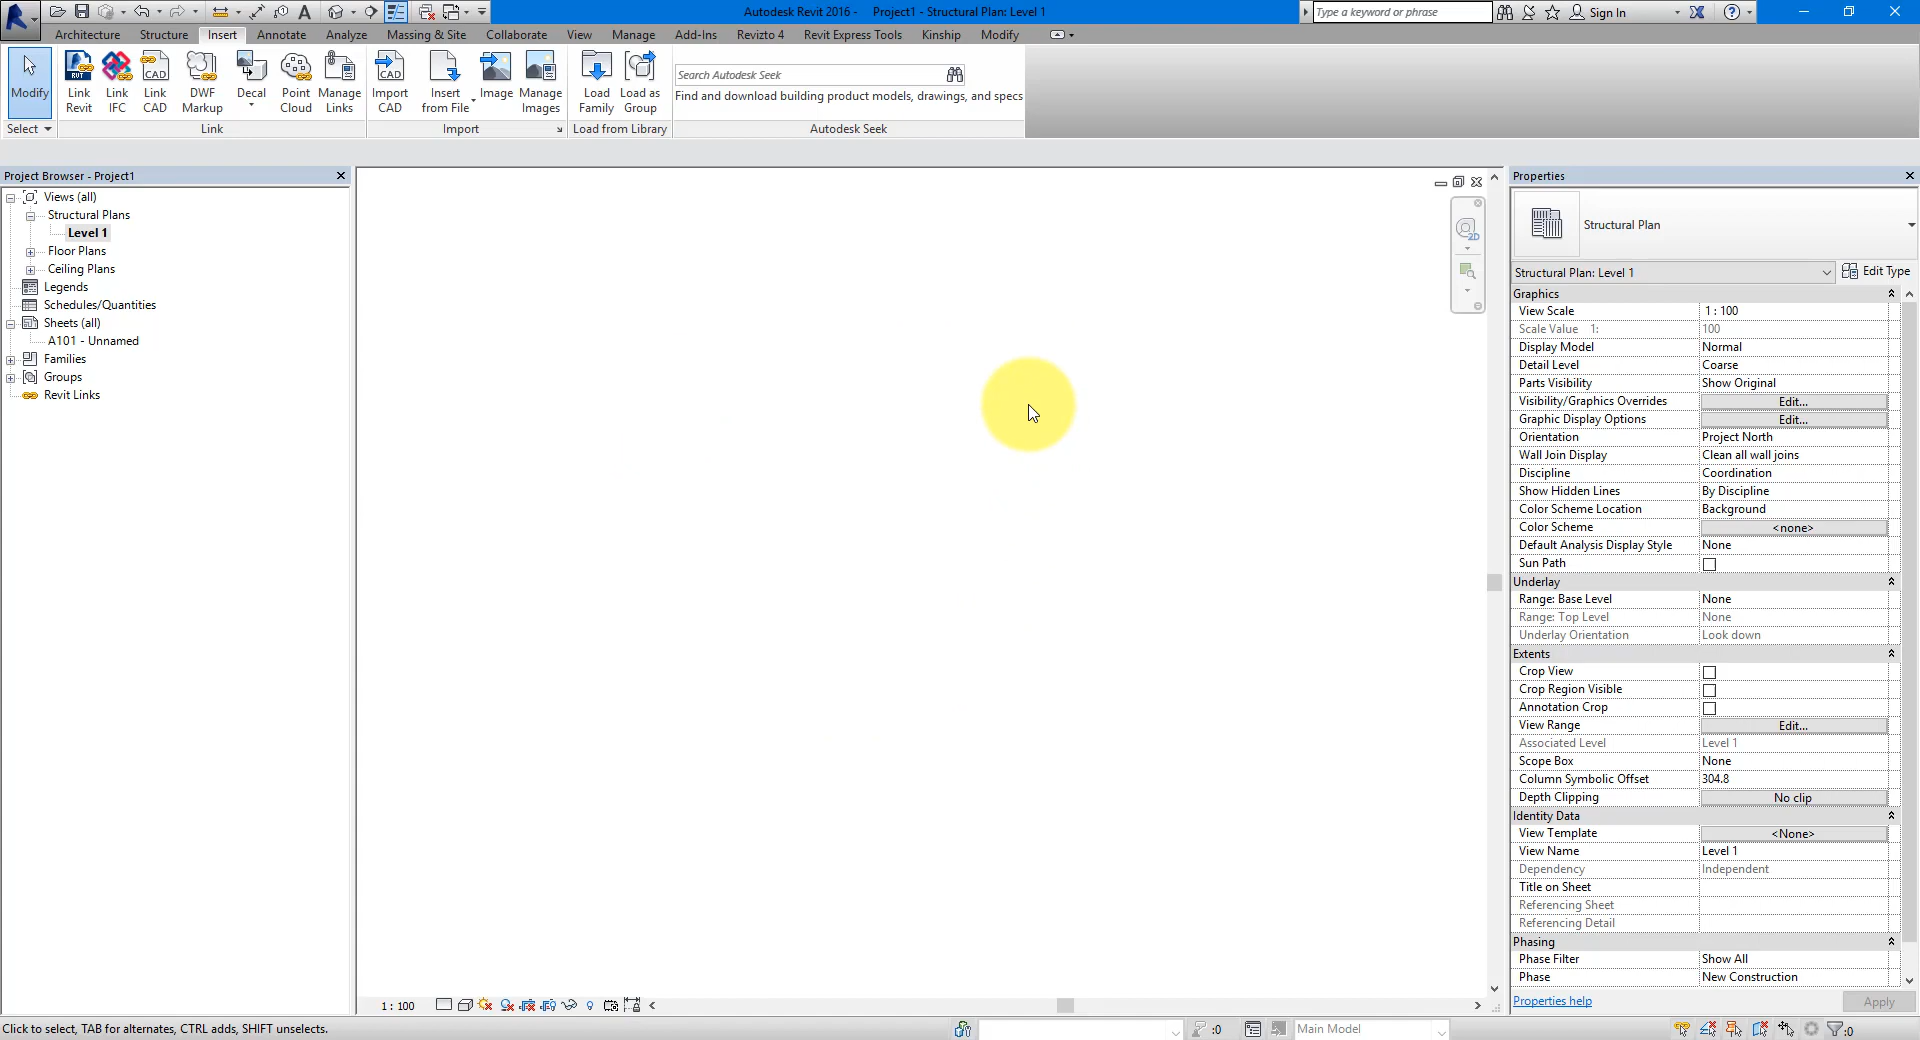 Autodesk Revit 2016 - Project1 - Structural Plan: Level 1
Type a keyword or phrase
Sign In
Architecture Structure Insert Annotate Analyze Massing & Site Collaborate View Manage Add-Ins Revizto 4 Revit Express Tools Kinship Modify
Modify
Link Revit
Link IFC
Link CAD
DWF Markup
Decal
Point Cloud
Manage Links
Import CAD
Insert from File
Image
Manage Images
Load Family
Load as Group
Search Autodesk Seek
Find and download building product models, drawings, and specs
Select
Link
Import
Load from Library
Autodesk Seek
Project Browser - Project1
Views (all)
Structural Plans
Level 1
Floor Plans
Ceiling Plans
Legends
Schedules/Quantities
Sheets (all)
A101 - Unnamed
Families
Groups
Revit Links
2D
Properties
Structural Plan
Structural Plan: Level 1
Edit Type
Graphics
View Scale 1 : 100
Scale Value 1: 100
Display Model Normal
Detail Level Coarse
Parts Visibility Show Original
Visibility/Graphics Overrides Edit...
Graphic Display Options Edit...
Orientation Project North
Wall Join Display Clean all wall joins
Discipline Coordination
Show Hidden Lines By Discipline
Color Scheme Location Background
Color Scheme <none>
Default Analysis Display Style None
Sun Path
Underlay
Range: Base Level None
Range: Top Level None
Underlay Orientation Look down
Extents
Crop View
Crop Region Visible
Annotation Crop
View Range Edit...
Associated Level Level 1
Scope Box None
Column Symbolic Offset 304.8
Depth Clipping No clip
Identity Data
View Template <None>
View Name Level 1
Dependency Independent
Title on Sheet
Referencing Sheet
Referencing Detail
Phasing
Phase Filter Show All
Phase New Construction
Properties help
Apply
1 : 100
Click to select, TAB for alternates, CTRL adds, SHIFT unselects.
:0
Main Model
:0